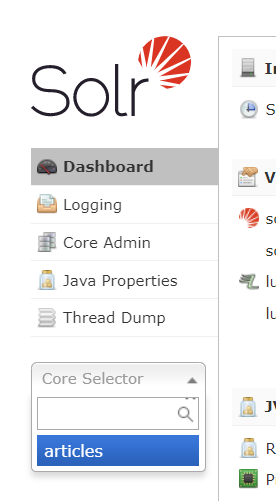 Solr
Dashboard
Logging
Core Admin
Java Properties
Thread Dump
Core Selector
articles